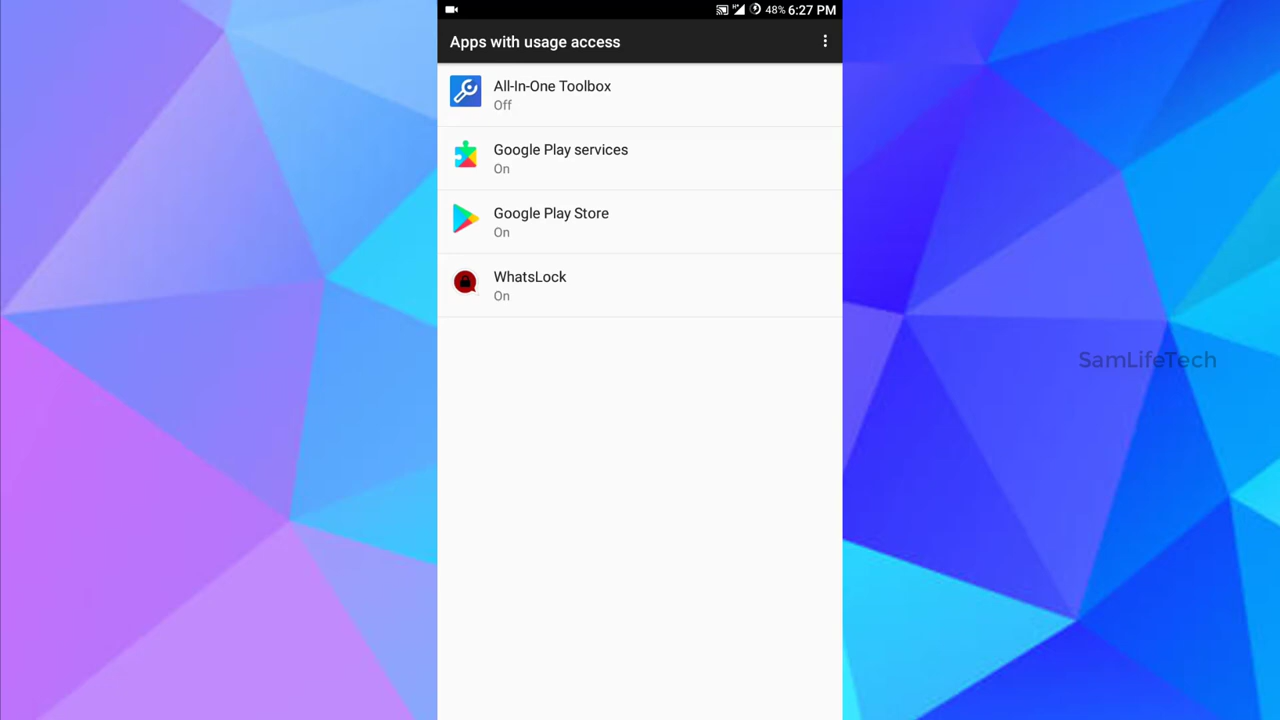 48% 6:27 PM
Apps with usage access
All-In-One Toolbox
Off
Google Play services
On
Google Play Store
On
WhatsLock
On
SamLifeTech